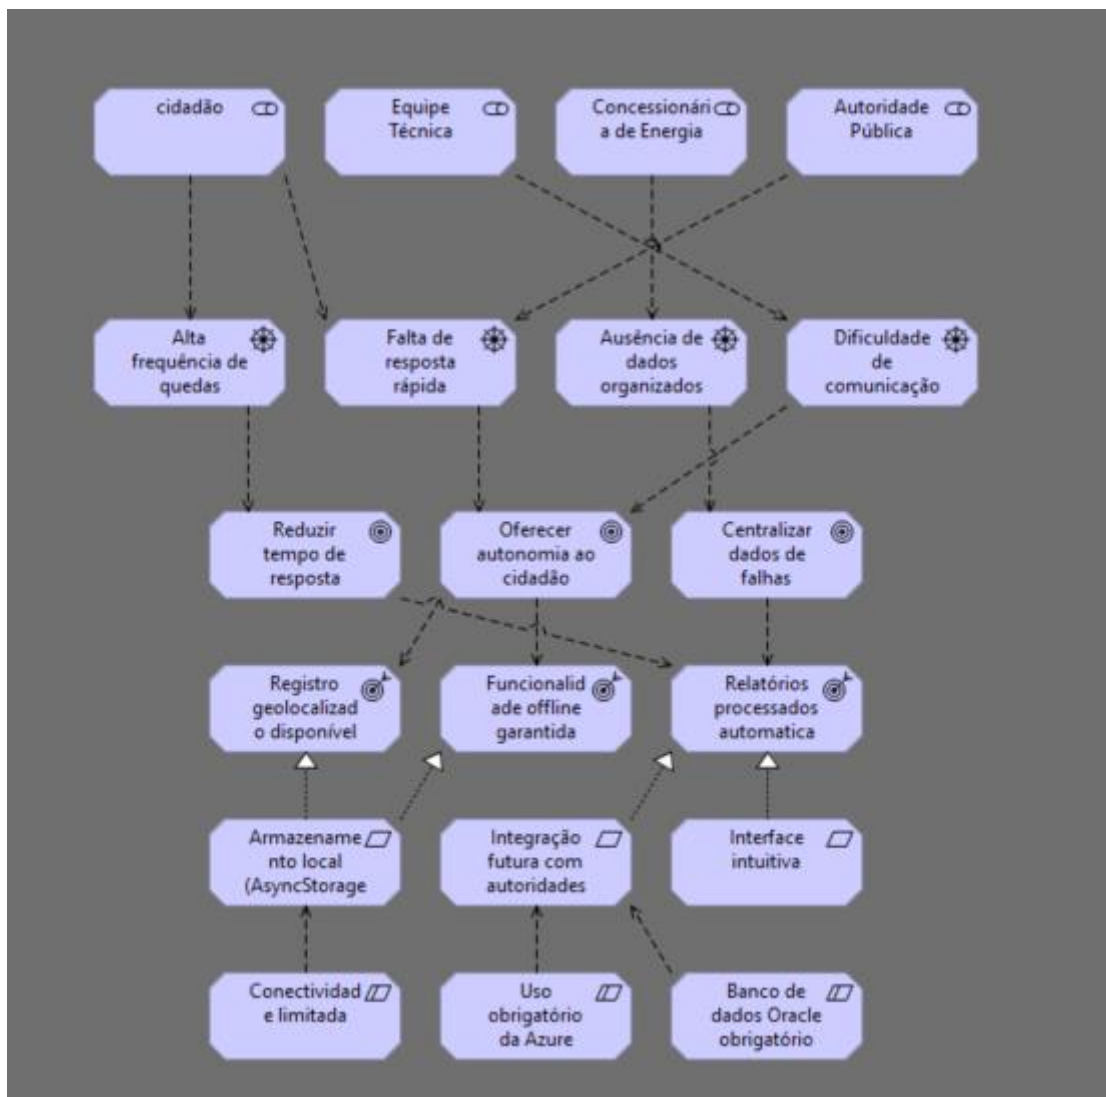 cidadão
Equipe
Técnica
Concessionári
a de Energia
Autoridade
Pública
Alta
frequência de
quedas
Falta de
resposta
rápida
Ausência de
dados
organizados
Dificuldade
de
comunicação
Reduzir
tempo de
resposta
Oferecer
autonomia ao
cidadão
Centralizar
dados de
falhas
Registro
geolocalizad
o disponível
Funcionalid
ade offline
garantida
Relatórios
processados
automatica
Armazename
nto local
(AsyncStorage
Integração
futura com
autoridades
Interface
intuitiva
Conectividad
e limitada
Uso
obrigatório
da Azure
Banco de
dados Oracle
obrigatório